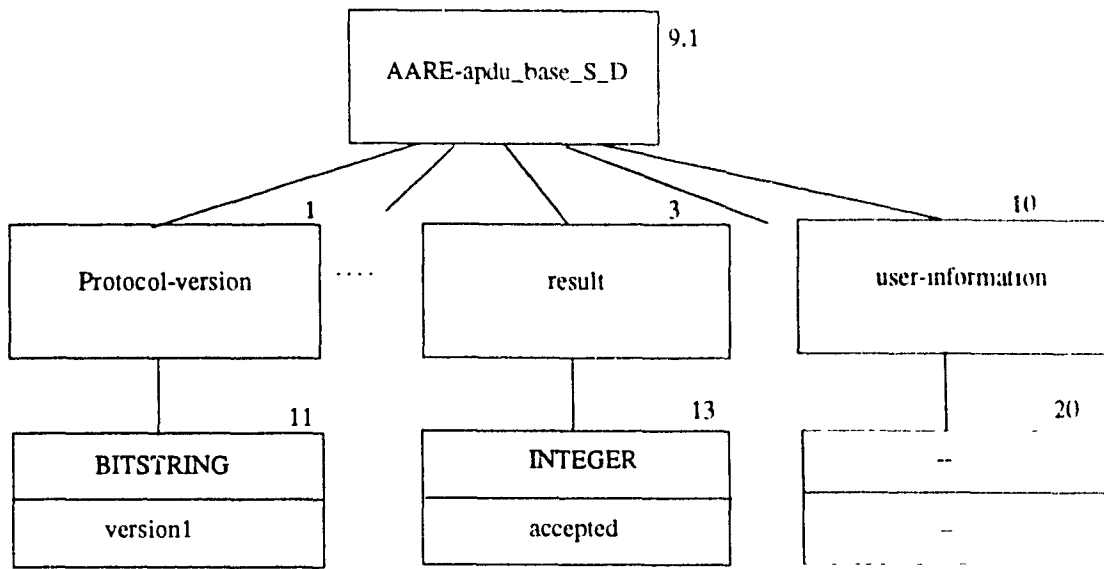 9.1
AARE-apdu_base_S_D
1
3
10
Protocol-version
....
result
user-information
11
13
20
BITSTRING
INTEGER
--
version1
accepted
–